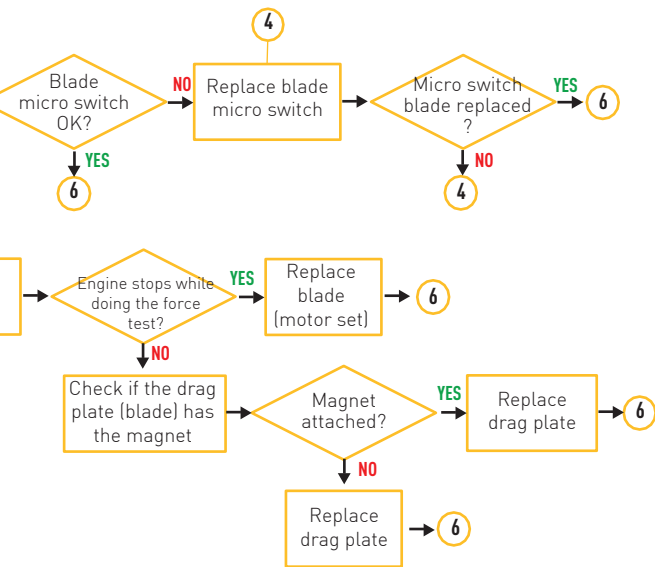 4
Blade
micro switch
OK?
NO
Replace blade
micro switch
Micro switch
blade replaced
?
YES
6
YES
6
NO
4
Engine stops while
doing the force
test?
YES
Replace
blade
(motor set)
6
NO
Check if the drag
plate (blade) has
the magnet
Magnet
attached?
YES
Replace
drag plate
6
NO
Replace
drag plate
6